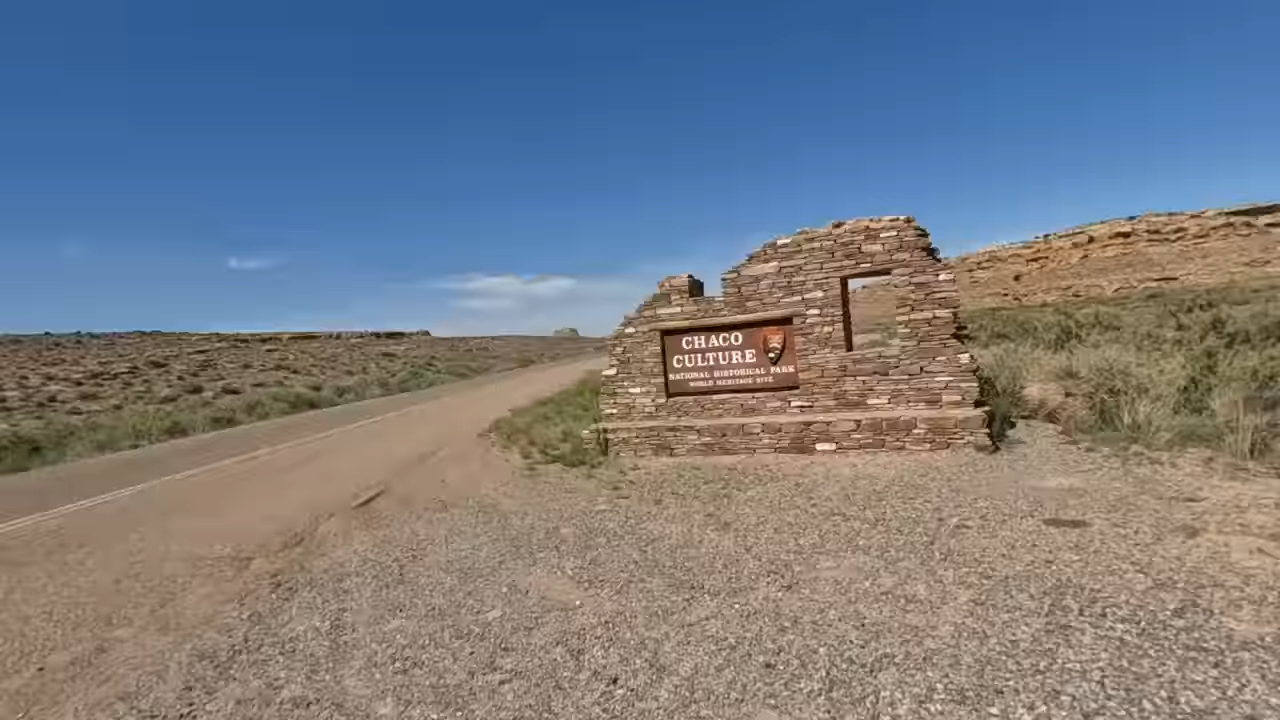 CHACO
CULTURE
NATIONAL HISTORICAL PARK
WORLD HERITAGE SITE